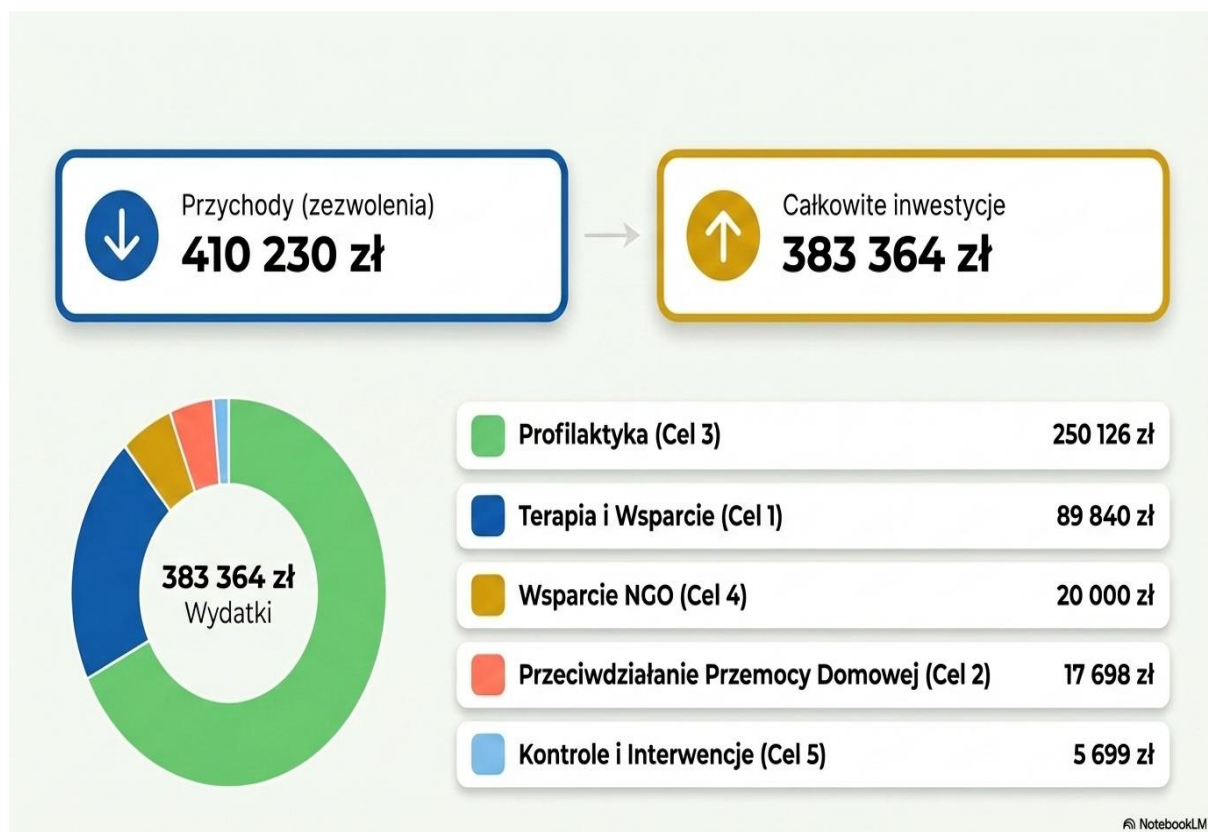 Przychody (zezwolenia)
410 230 zł
Całkowite inwestycje
383 364 zł
383 364 zł
Wydatki
Profilaktyka (Cel 3)
250 126 zł
Terapia i Wsparcie (Cel 1)
89 840 zł
Wsparcie NGO (Cel 4)
20 000 zł
Przeciwdziałanie Przemocy Domowej (Cel 2)
17 698 zł
Kontrole i Interwencje (Cel 5)
5 699 zł
NotebookLM